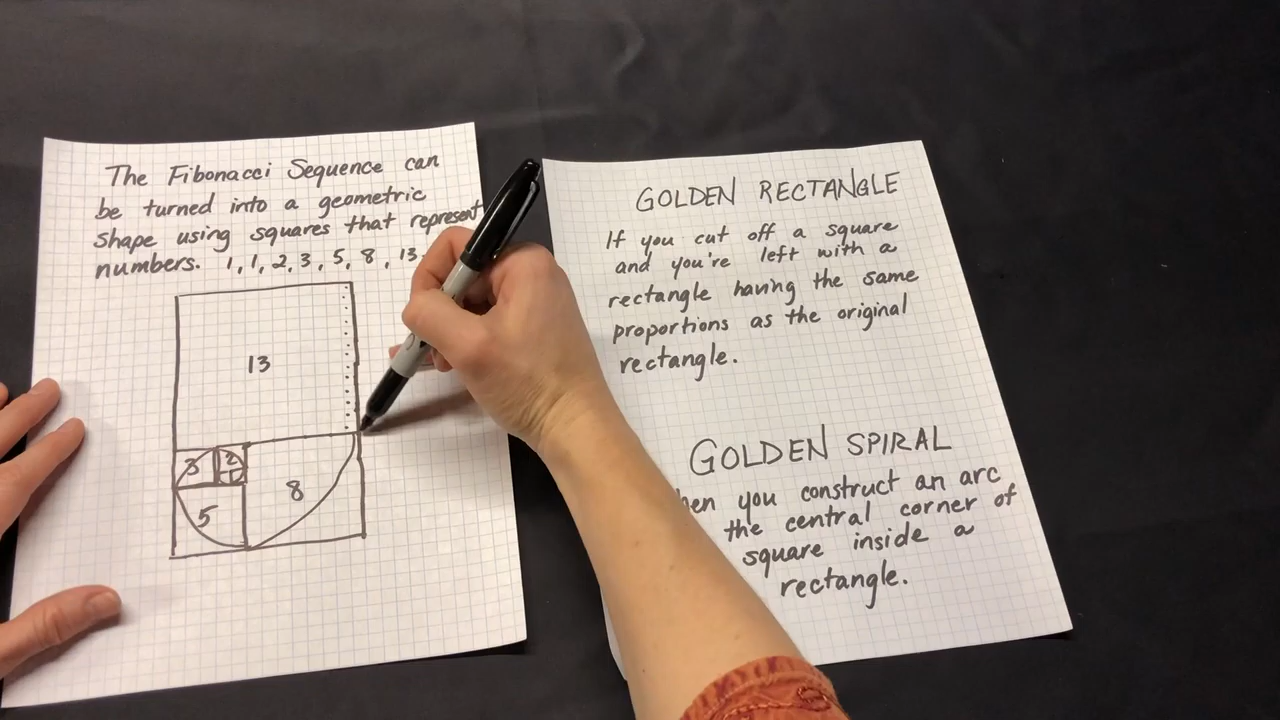 The Fibonacci Sequence can
be turned into a geometric
shape using squares that represent
numbers. 1, 1, 2, 3, 5, 8, 13
13
3 2
1
8
5
GOLDEN RECTANGLE
If you cut off a square
and you're left with a
rectangle having the same
proportions as the original
rectangle.
GOLDEN SPIRAL
you construct an arc
the central corner of
square inside a
rectangle.